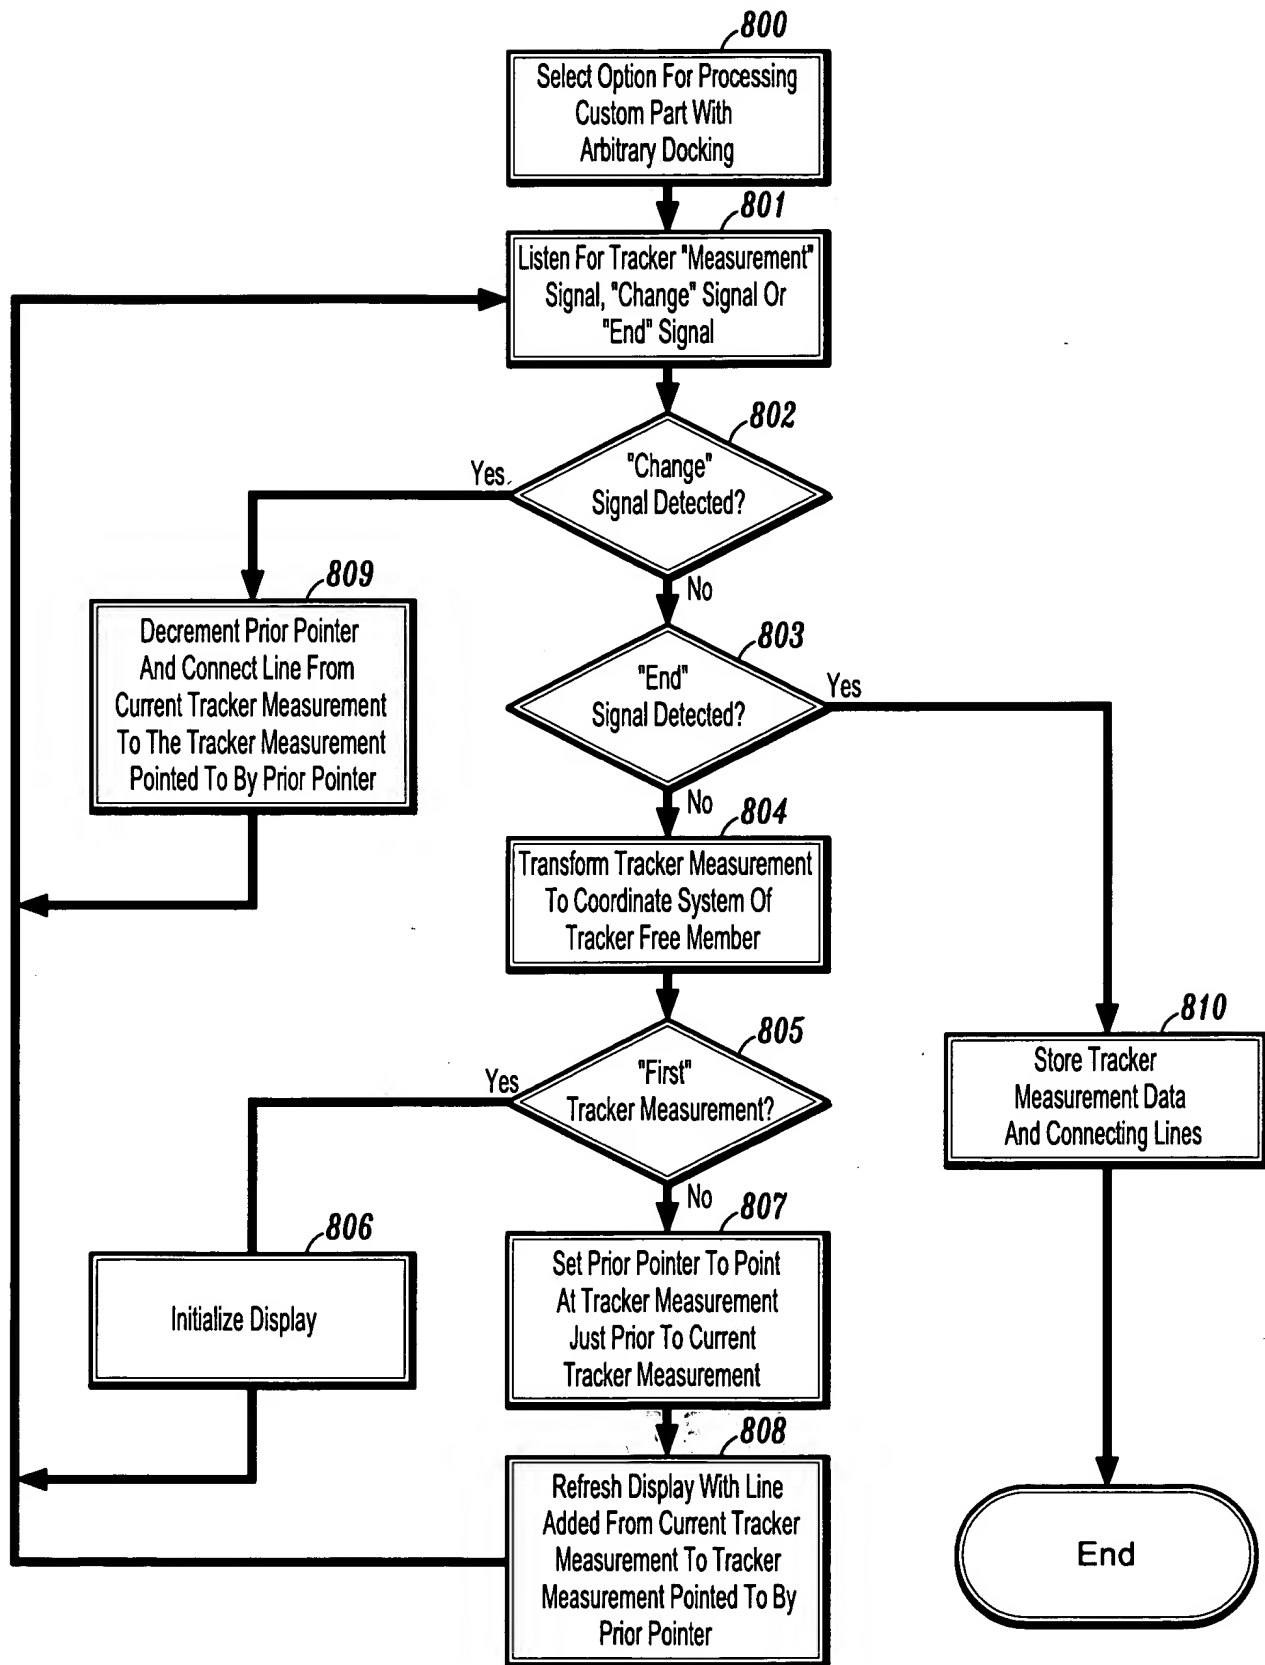 800
Select Option For Processing
Custom Part With
Arbitrary Docking
801
Listen For Tracker "Measurement"
Signal, "Change" Signal Or
"End" Signal
802
"Change"
Signal Detected?
Yes
No
809
Decrement Prior Pointer
And Connect Line From
Current Tracker Measurement
To The Tracker Measurement
Pointed To By Prior Pointer
803
"End"
Signal Detected?
Yes
No
804
Transform Tracker Measurement
To Coordinate System Of
Tracker Free Member
805
"First"
Tracker Measurement?
Yes
No
810
Store Tracker
Measurement Data
And Connecting Lines
806
Initialize Display
807
Set Prior Pointer To Point
At Tracker Measurement
Just Prior To Current
Tracker Measurement
808
Refresh Display With Line
Added From Current Tracker
Measurement To Tracker
Measurement Pointed To By
Prior Pointer
End